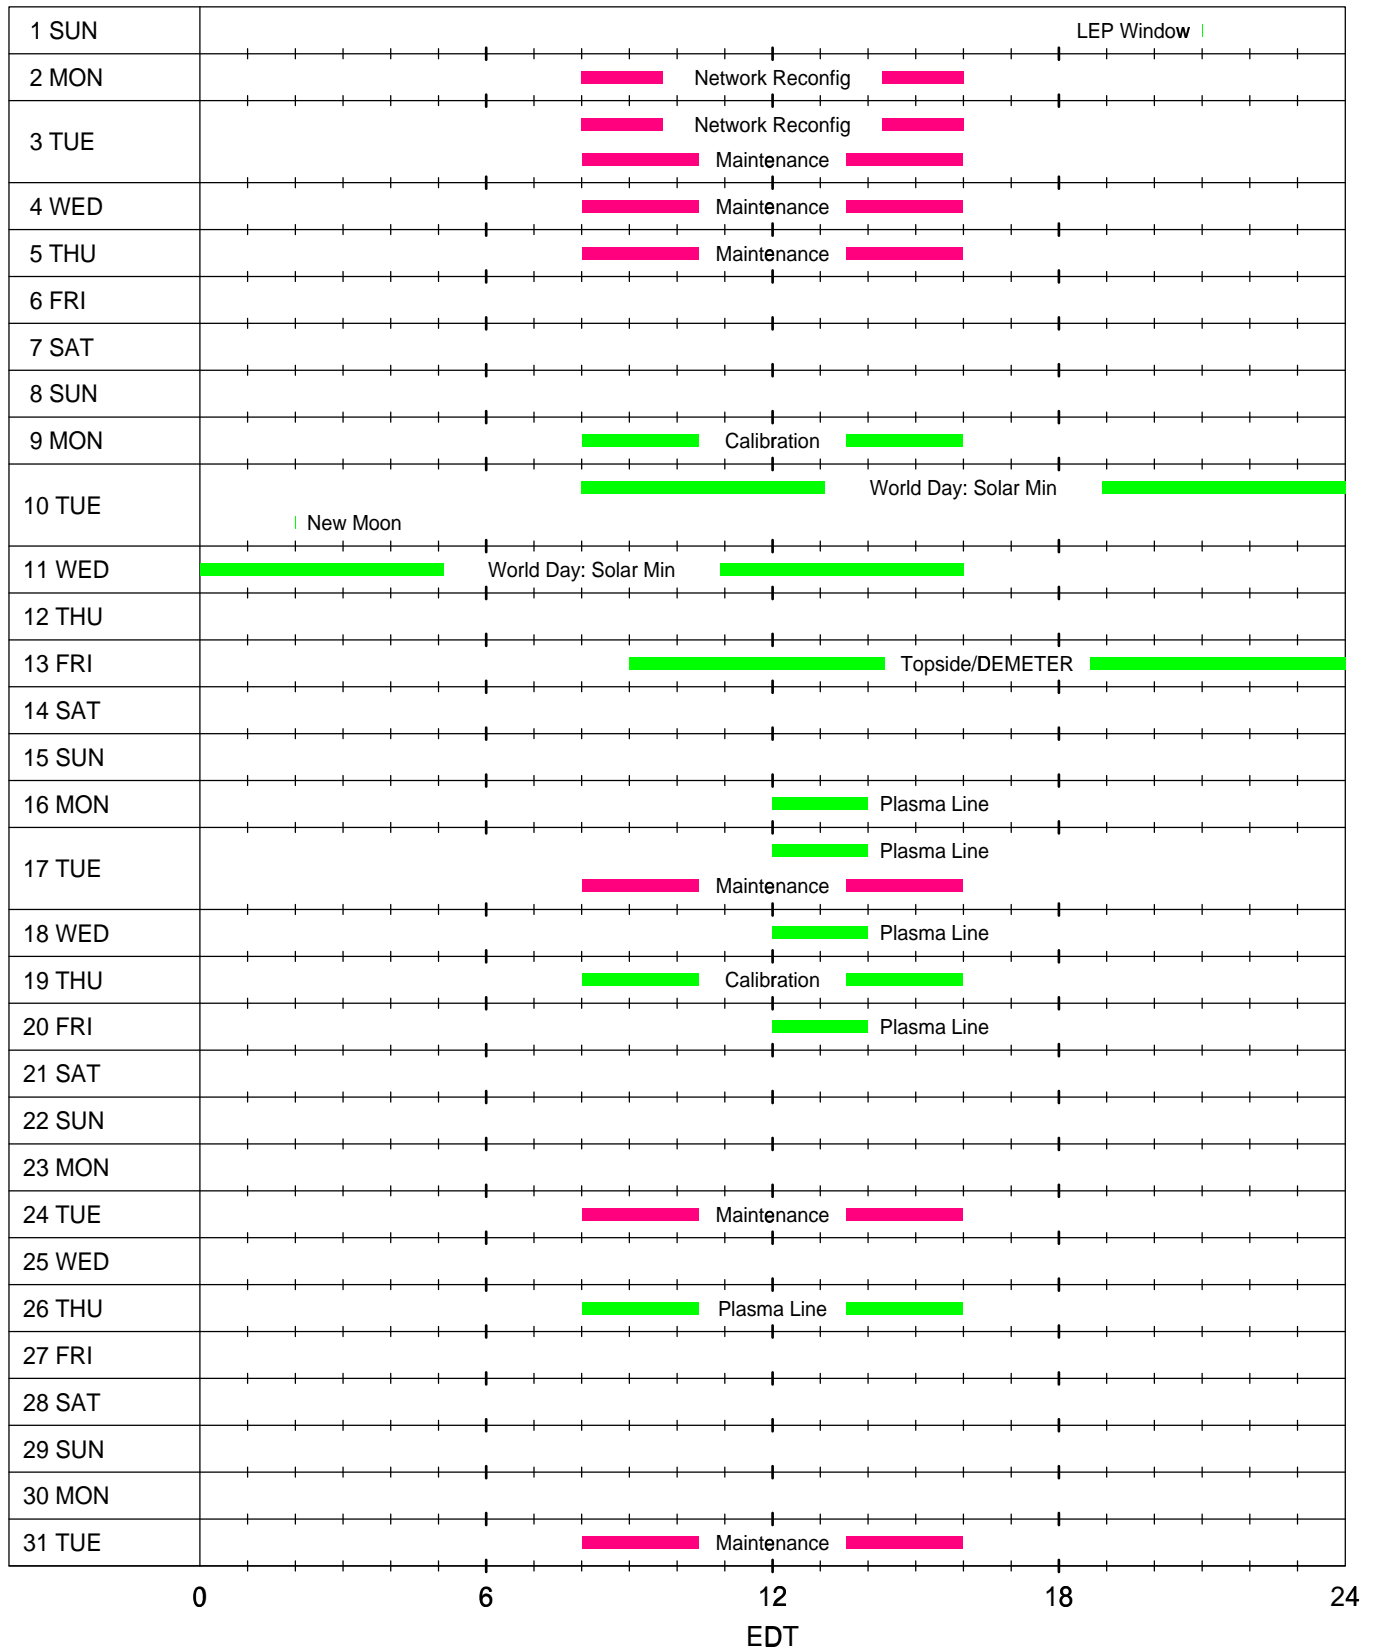 1 SUN LEP Window
2 MON Network Reconfig
3 TUE Network Reconfig
Maintenance
4 WED Maintenance
5 THU Maintenance
6 FRI
7 SAT
8 SUN
9 MON Calibration
10 TUE World Day: Solar Min
New Moon
11 WED World Day: Solar Min
12 THU
13 FRI Topside/DEMETER
14 SAT
15 SUN
16 MON Plasma Line
17 TUE Plasma Line
Maintenance
18 WED Plasma Line
19 THU Calibration
20 FRI Plasma Line
21 SAT
22 SUN
23 MON
24 TUE Maintenance
25 WED
26 THU Plasma Line
27 FRI
28 SAT
29 SUN
30 MON
31 TUE Maintenance
0 6 12 18 24
EDT